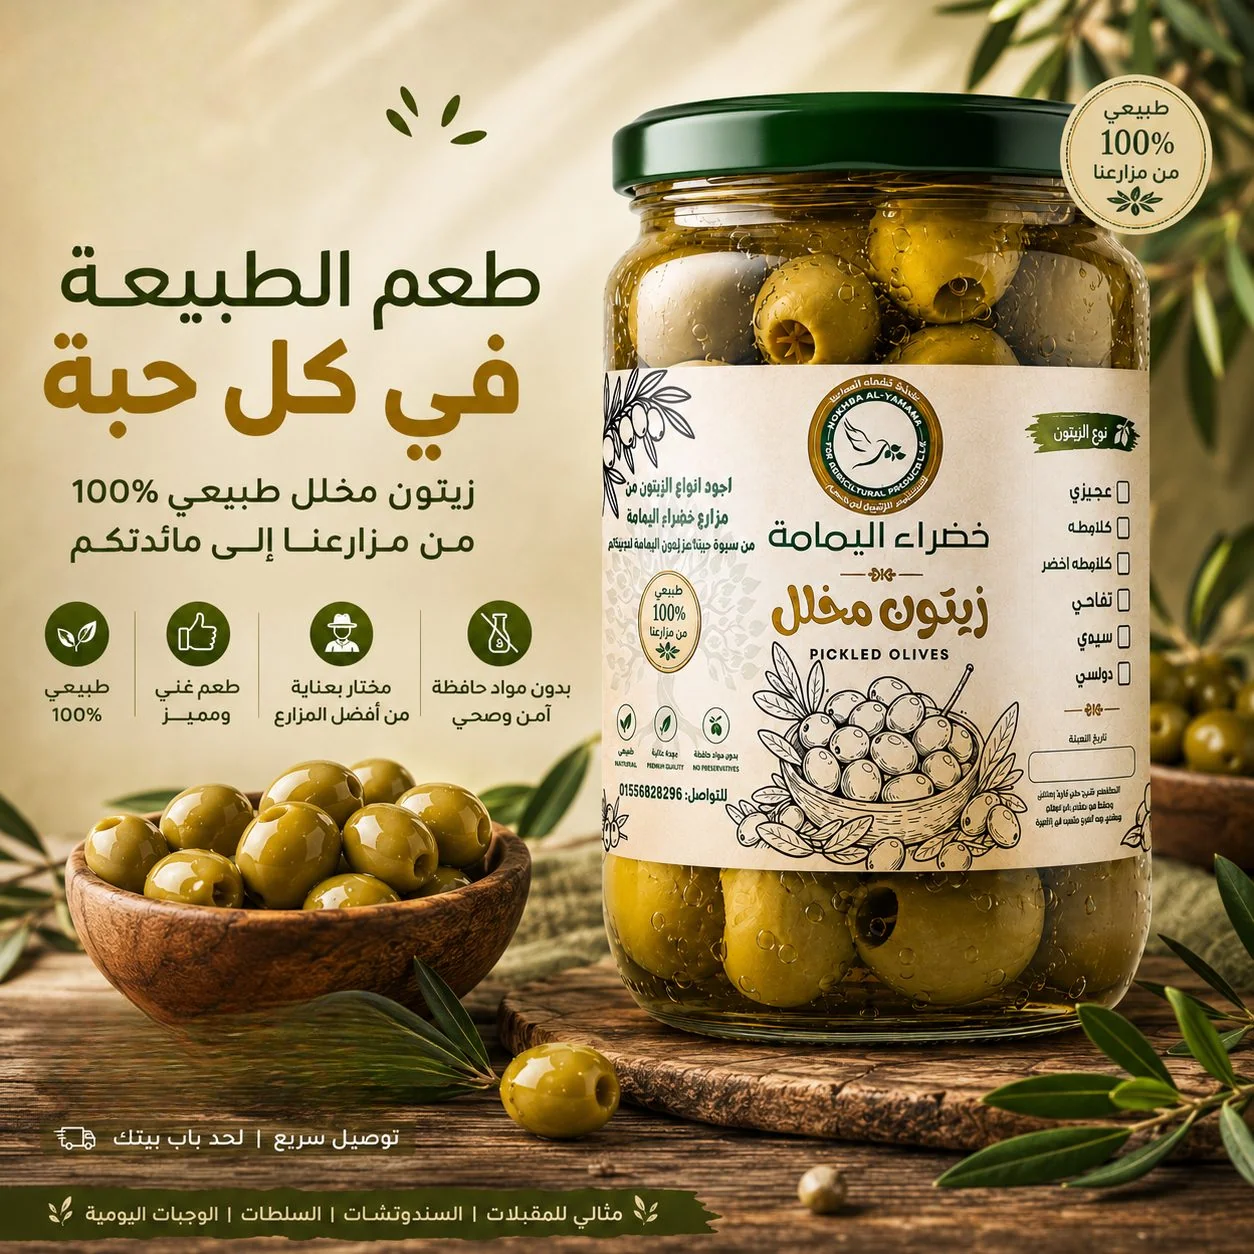 طبيعي
100%
من مزارعنا
طعم الطبيعة
في كل حبة
زيتون مخلل طبيعي 100%
من مزارعنا إلى مائدتكم
بدون مواد حافظة
آمن وصحي
مختار بعناية
من أفضل المزارع
طعم غني
ومميز
طبيعي
100%
NOKHBA AL-YAMAMA
FOR AGRICULTURAL PRODUCTS
خضراء اليمامة
زيتون مخلل
PICKLED OLIVES
نوع الزيتون
عجيزي
كلامطه
كلامطه اخضر
تفاحي
سيدي
دولسي
تاريخ التعبئة
اجود انواع الزيتون من
مزارع خضراء اليمامة
من سيوة
طبيعي
100%
من مزارعنا
بدون مواد حافظة
NO PRESERVATIVES
PREMIUM QUALITY
طبيعي
NATURAL
للتواصل: 01556828296
توصيل سريع | لحد باب بيتك
مثالي للمقبلات | السندوتشات | السلطات | الوجبات اليومية